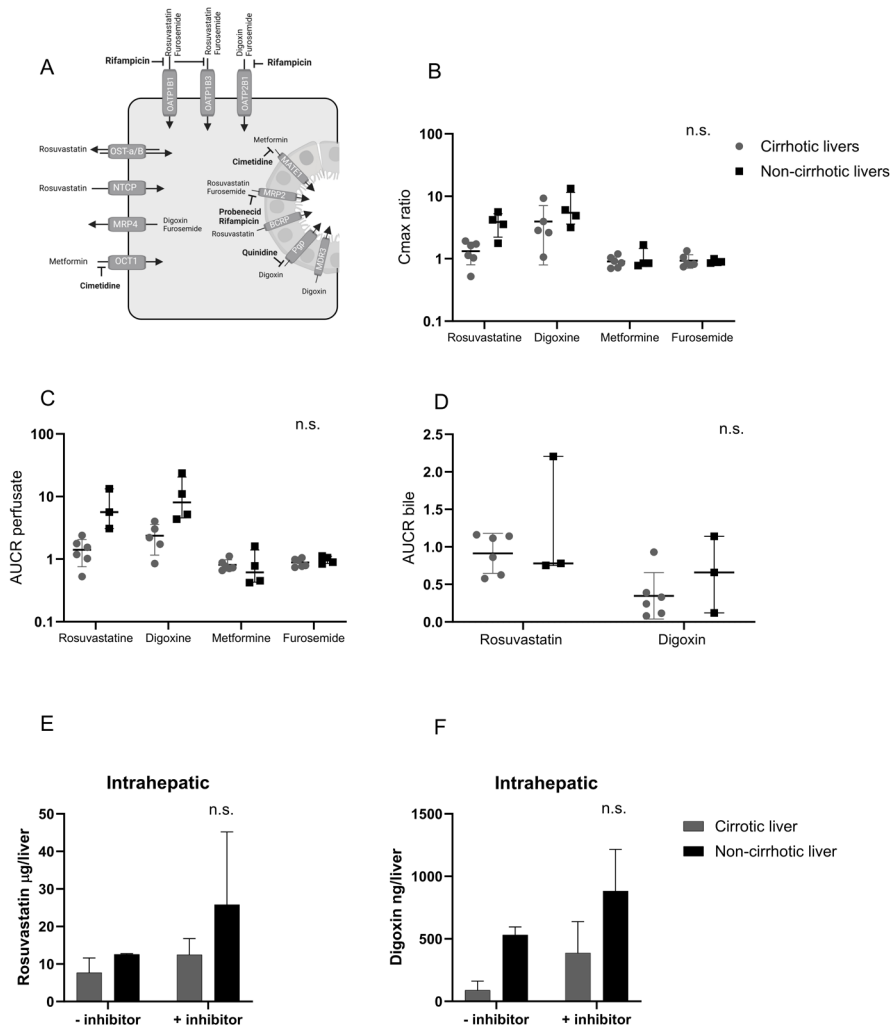 A
Rosuvastatin
Furosemide
Rosuvastatin
Furosemide
Digoxin
Furosemide
Rifampicin
Rifampicin
OATP1B1
OATP1B3
OATP2B1
Rosuvastatin
OST-a/B
Rosuvastatin
NTCP
MRP4
Digoxin
Furosemide
Metformin
OCT1
Cimetidine
Metformin
Cimetidine
MATE1
Rosuvastatin
Furosemide
MRP2
Probenecid
Rifampicin
Rosuvastatin
BCRP
Quinidine
Pgp
Digoxin
MDR3
Digoxin
B
n.s.
Cirrhotic livers
Non-cirrhotic livers
Cmax ratio
100
10
1
0.1
Rosuvastatine
Digoxine
Metformine
Furosemide
C
n.s.
AUCR perfusate
100
10
1
0.1
Rosuvastatine
Digoxine
Metformine
Furosemide
D
n.s.
AUCR bile
2.5
2.0
1.5
1.0
0.5
0.0
Rosuvastatin
Digoxin
E
Intrahepatic
n.s.
Rosuvastatin µg/liver
50
40
30
20
10
0
- inhibitor
+ inhibitor
F
Intrahepatic
n.s.
Cirrotic liver
Non-cirrhotic liver
Digoxin ng/liver
1500
1000
500
0
- inhibitor
+ inhibitor